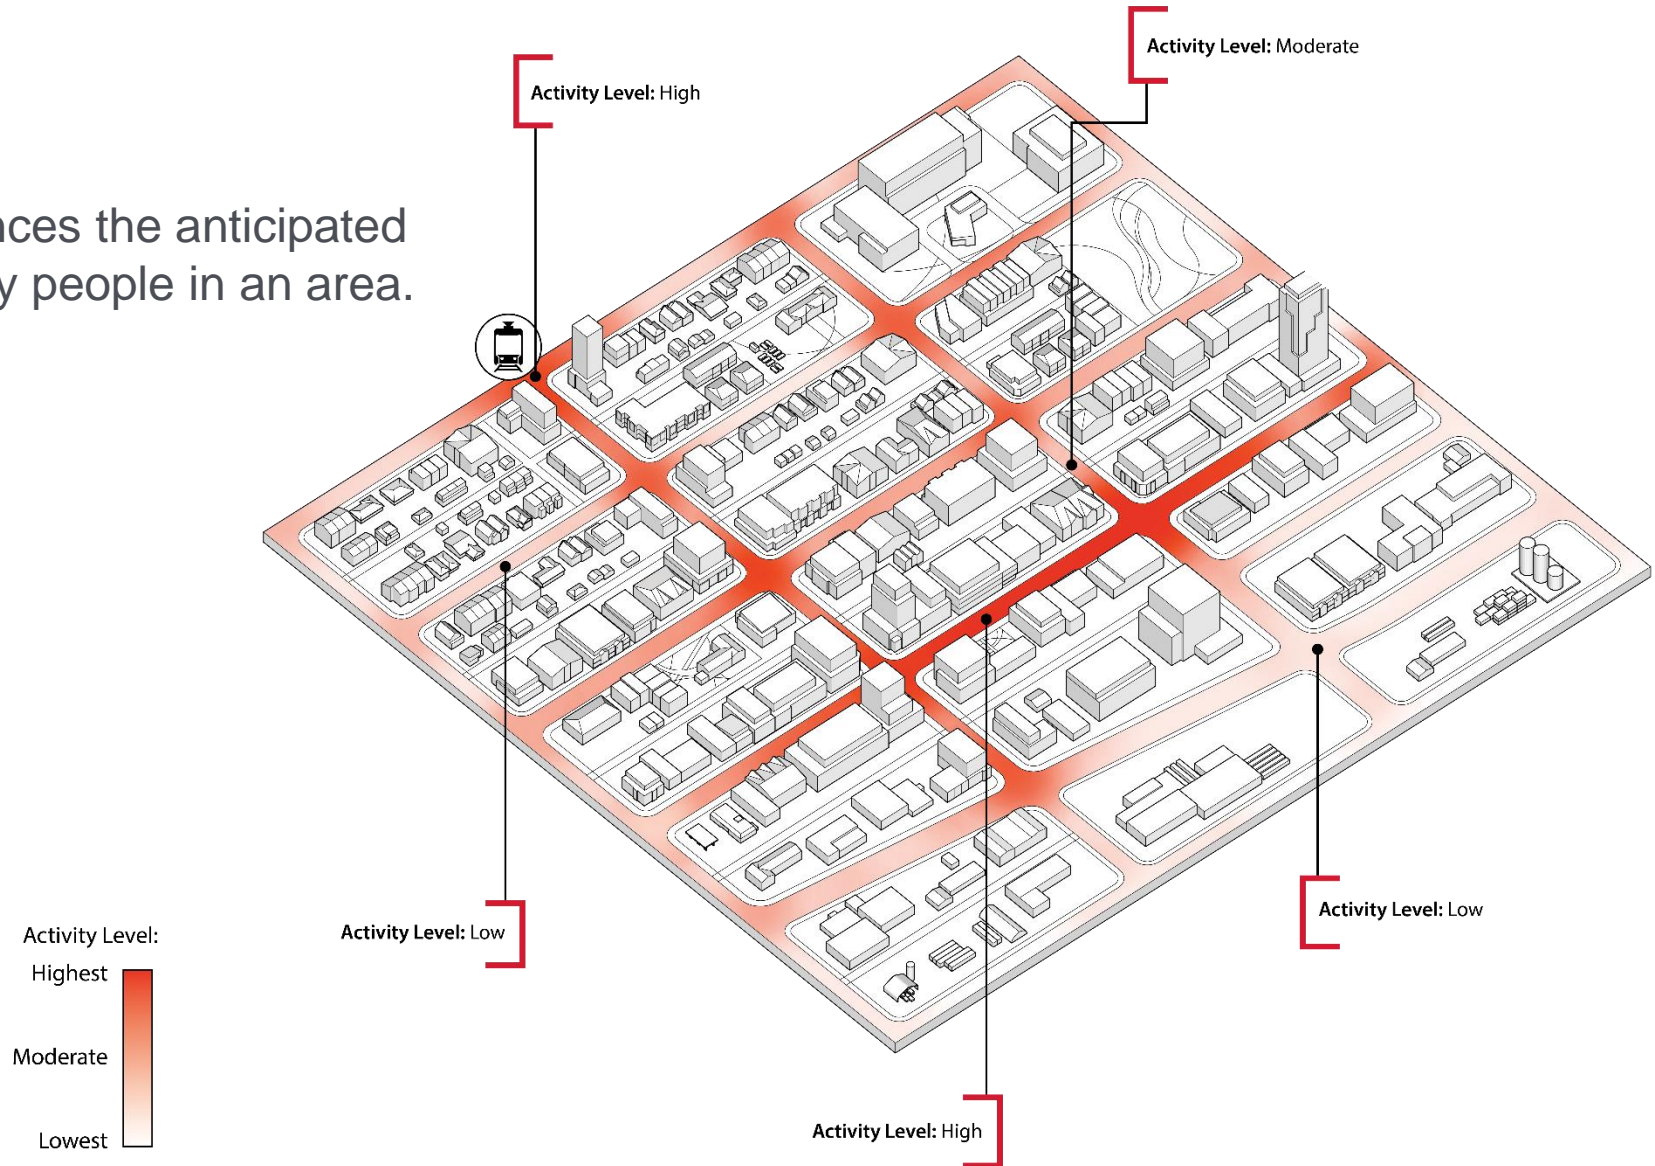 Activity Level: Moderate
Activity Level: High
nces the anticipated
y people in an area.
Activity Level: Low
Activity Level: Low
Activity Level:
Highest
Moderate
Lowest
Activity Level: High